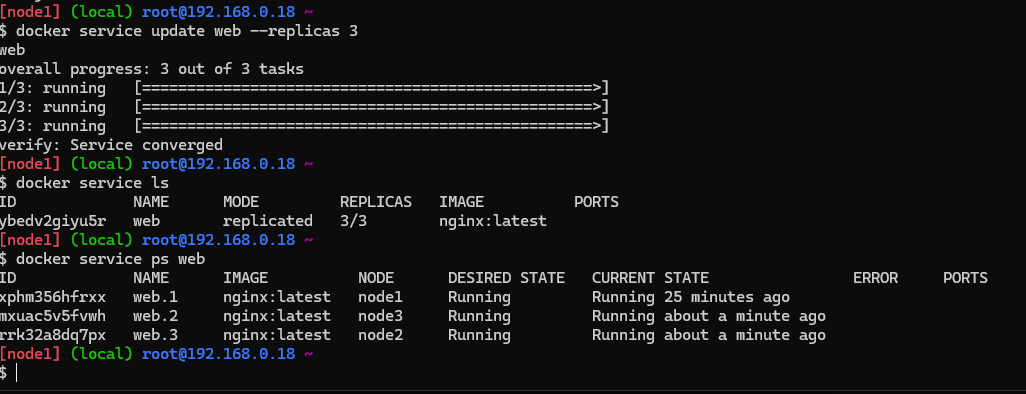 [node1] (local) root@192.168.0.18 ~
$ docker service update web --replicas 3
web
overall progress: 3 out of 3 tasks
1/3: running   [==================================================>]
2/3: running   [==================================================>]
3/3: running   [==================================================>]
verify: Service converged
[node1] (local) root@192.168.0.18 ~
$ docker service ls
ID             NAME      MODE         REPLICAS   IMAGE          PORTS
ybedv2giyu5r   web       replicated   3/3        nginx:latest
[node1] (local) root@192.168.0.18 ~
$ docker service ps web
ID             NAME      IMAGE          NODE      DESIRED STATE   CURRENT STATE                ERROR     PORTS
xphm356hfrxx   web.1     nginx:latest   node1     Running         Running 25 minutes ago
mxuac5v5fvwh   web.2     nginx:latest   node3     Running         Running about a minute ago
rrk32a8dq7px   web.3     nginx:latest   node2     Running         Running about a minute ago
[node1] (local) root@192.168.0.18 ~
$